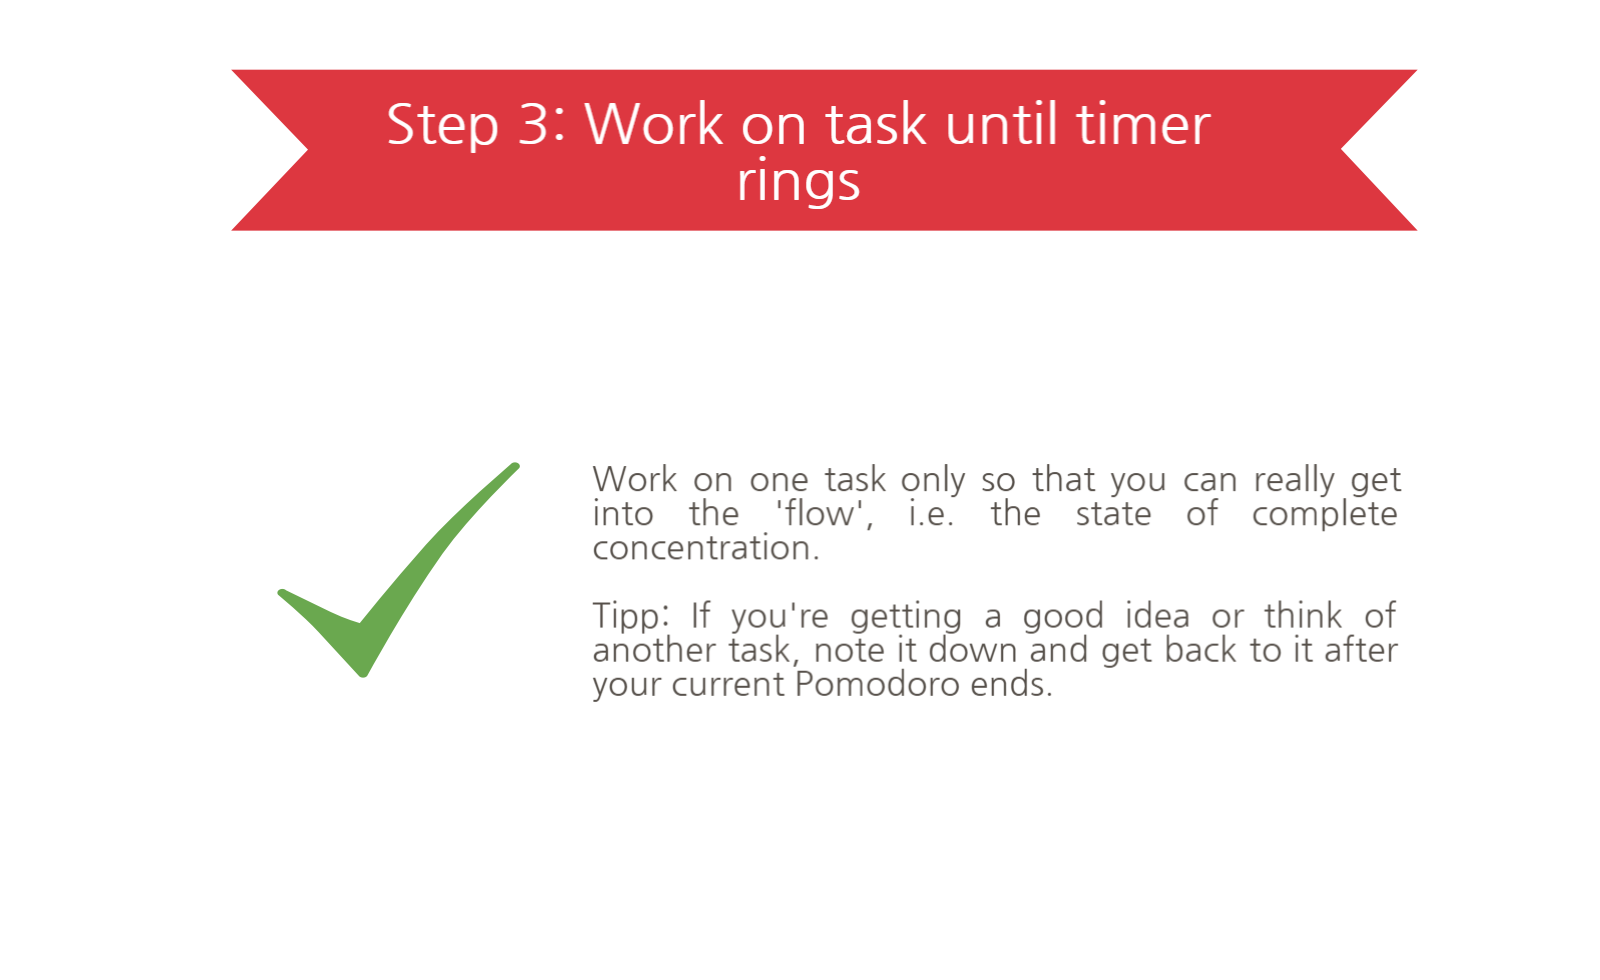 Step 3: Work on task until timer
rings
Work on one task only so that you can really get
into the 'flow', i.e. the state of complete
concentration.
Tipp: If you're getting a good idea or think of
another task, note it down and get back to it after
your current Pomodoro ends.